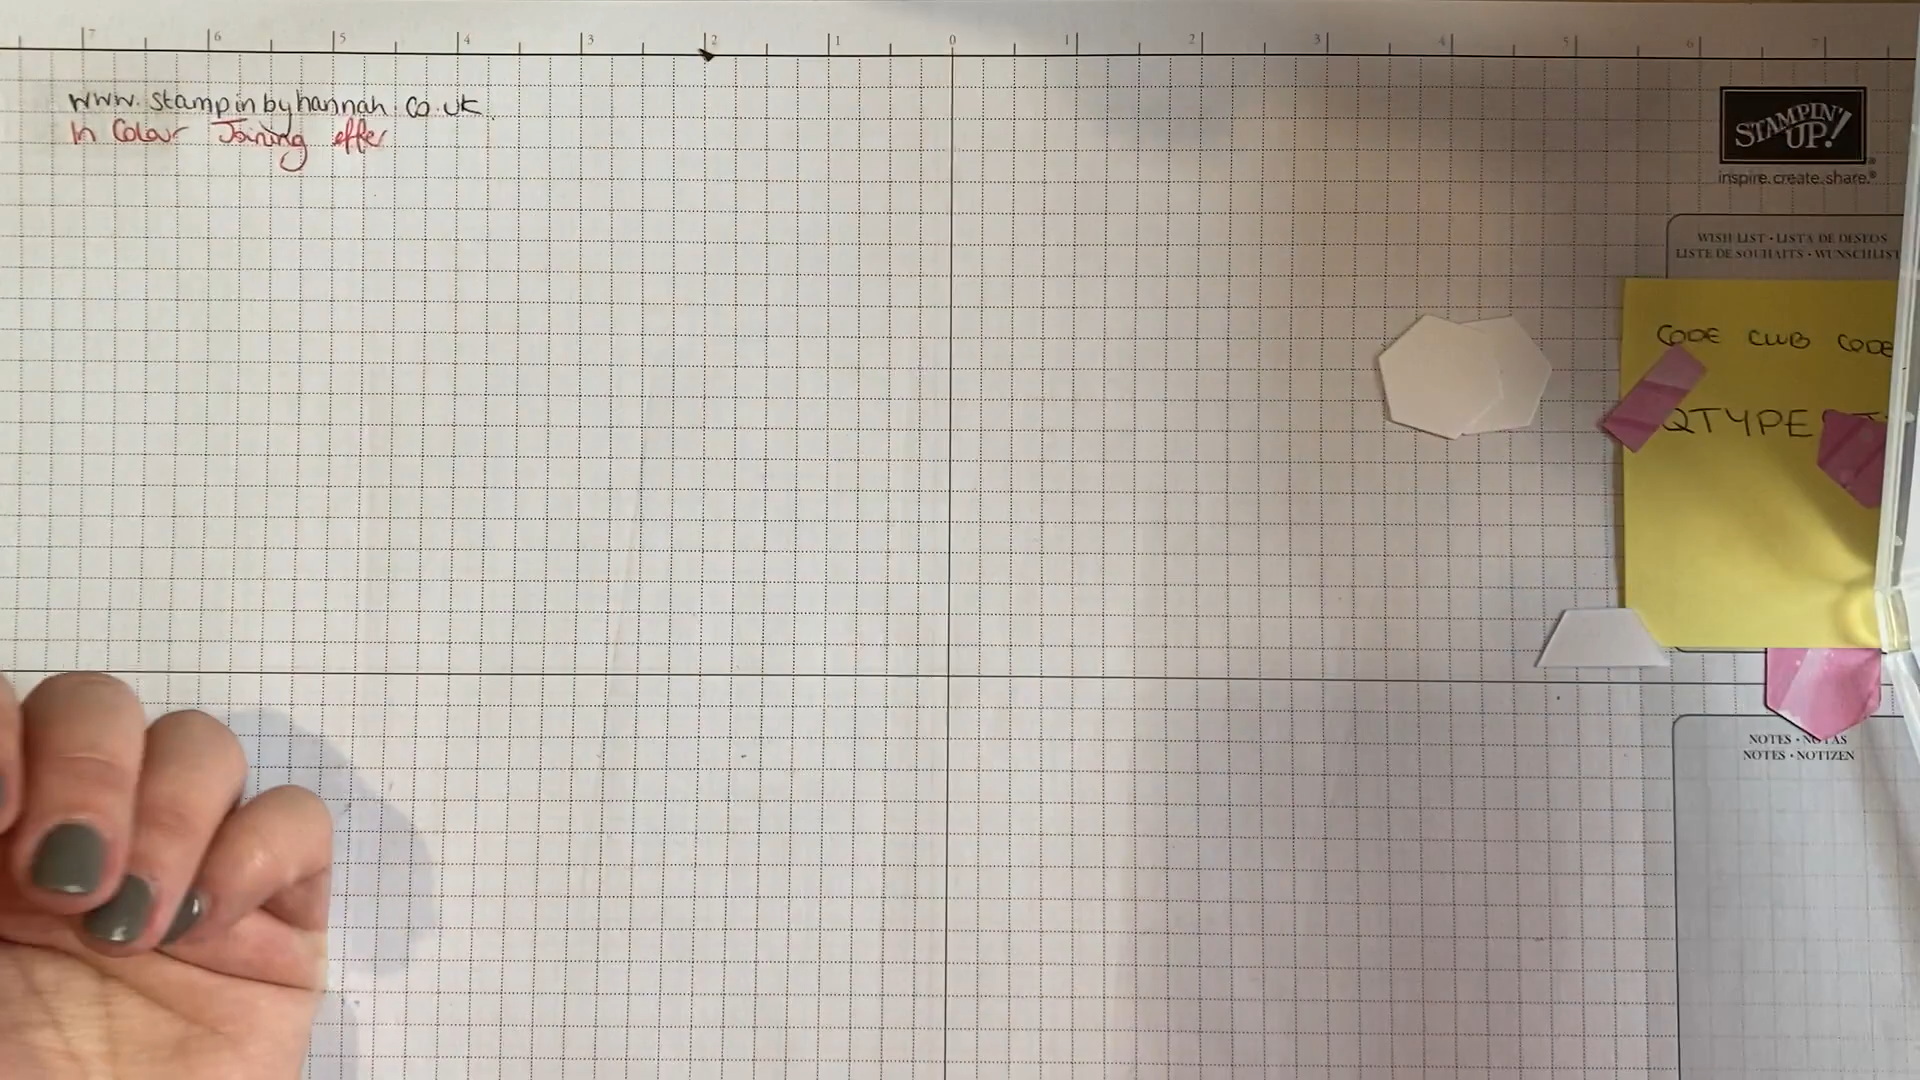 7 6 5 4 3 2 1 0 1 2 3 4 5 6 7
www.stampinbyhannah.co.uk
In Colour Joining offer
STAMPIN' UP!®
inspire.create.share.®
WISH LIST • LISTA DE DESEOS
LISTE DE SOUHAITS • WUNSCHLIST
CODE CLUB CODE
QTYPE
NOTES • NOTAS
NOTES • NOTIZEN